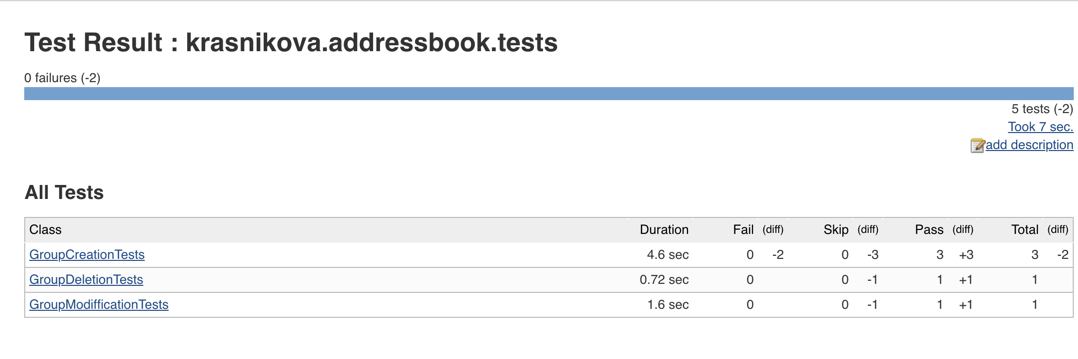 Test Result : krasnikova.addressbook.tests
0 failures (-2)
5 tests (-2)
Took 7 sec.
add description
All Tests
Class Duration Fail (diff) Skip (diff) Pass (diff) Total (diff)
GroupCreationTests 4.6 sec 0 -2 0 -3 3 +3 3 -2
GroupDeletionTests 0.72 sec 0 0 -1 1 +1 1
GroupModifficationTests 1.6 sec 0 0 -1 1 +1 1